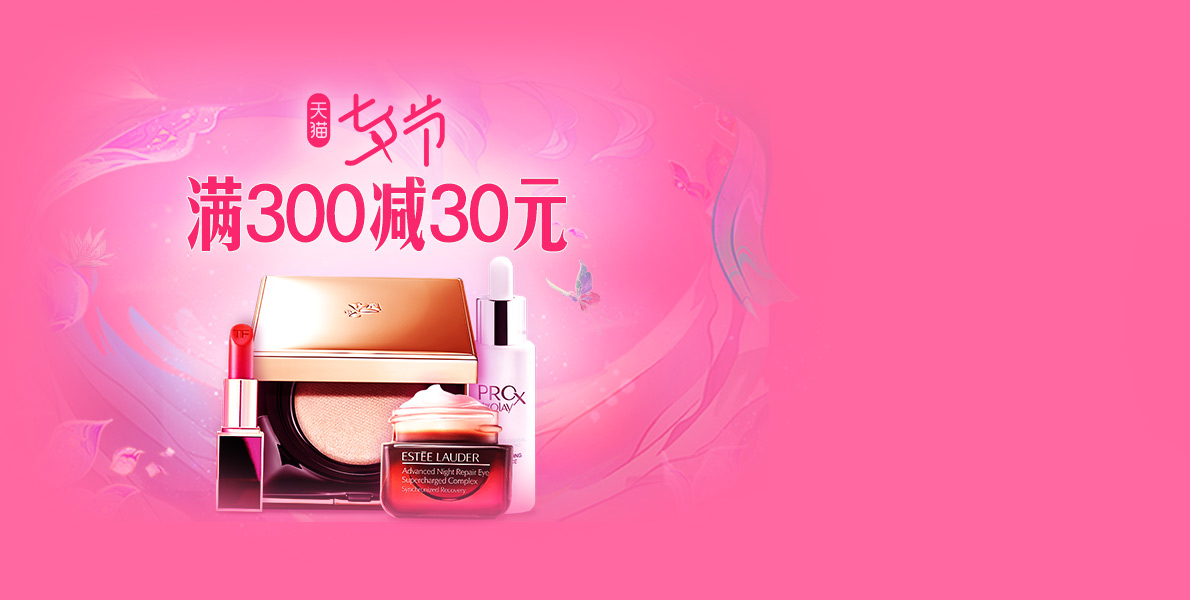 天猫
七夕节
满300减30元
TF
PROX
OLAY
ESTĒE LAUDER
Advanced Night Repair Eye
Supercharged Complex
Synchronized Recovery